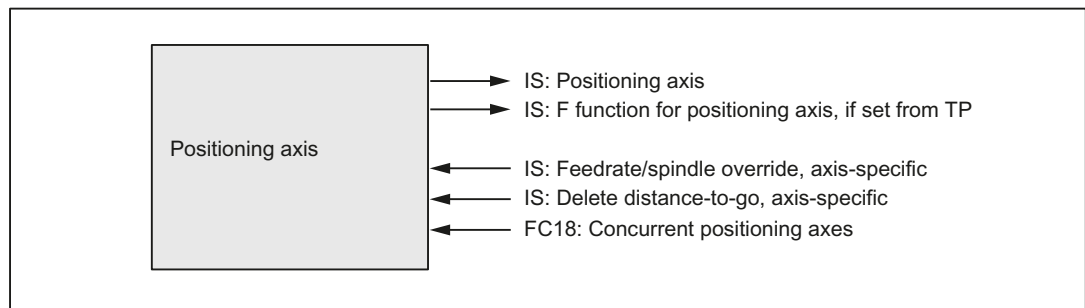 IS: Positioning axis
IS: F function for positioning axis, if set from TP
Positioning axis
IS: Feedrate/spindle override, axis-specific
IS: Delete distance-to-go, axis-specific
FC18: Concurrent positioning axes